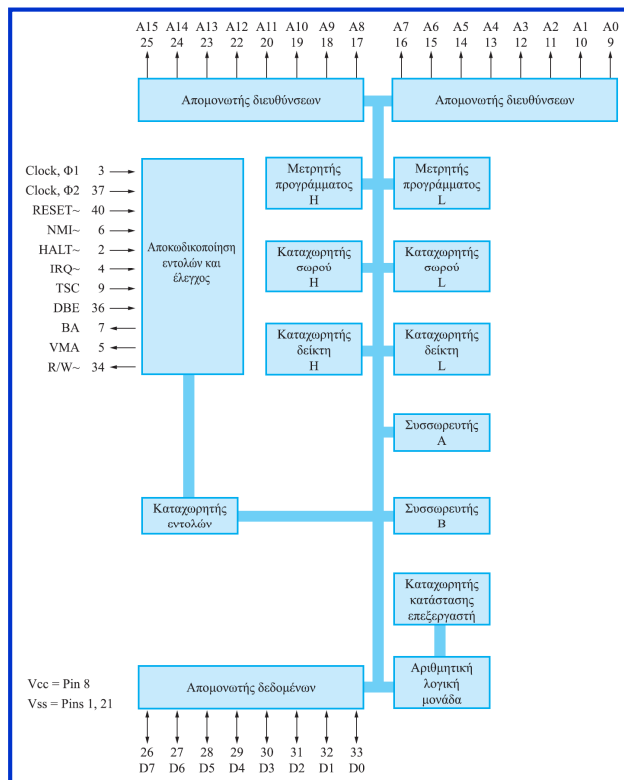 A15 A14 A13 A12 A11 A10 A9 A8 A7 A6 A5 A4 A3 A2 A1 A0
25 24 23 22 20 19 18 17 16 15 14 13 12 11 10 9
Απομονωτής διευθύνσεων
Απομονωτής διευθύνσεων
Clock, Φ1 3
Clock, Φ2 37
RESET~ 40
NMI~ 6
HALT~ 2
IRQ~ 4
TSC 9
DBE 36
BA 7
VMA 5
R/W~ 34
Αποκωδικοποίηση
εντολών και
έλεγχος
Μετρητής
προγράμματος
H
Μετρητής
προγράμματος
L
Καταχωρητής
σωρού
H
Καταχωρητής
σωρού
L
Καταχωρητής
δείκτη
H
Καταχωρητής
δείκτη
L
Συσσωρευτής
A
Καταχωρητής
εντολών
Συσσωρευτής
B
Καταχωρητής
κατάστασης
επεξεργαστή
Vcc = Pin 8
Vss = Pins 1, 21
Απομονωτής δεδομένων
Αριθμητική
λογική
μονάδα
26 27 28 29 30 31 32 33
D7 D6 D5 D4 D3 D2 D1 D0